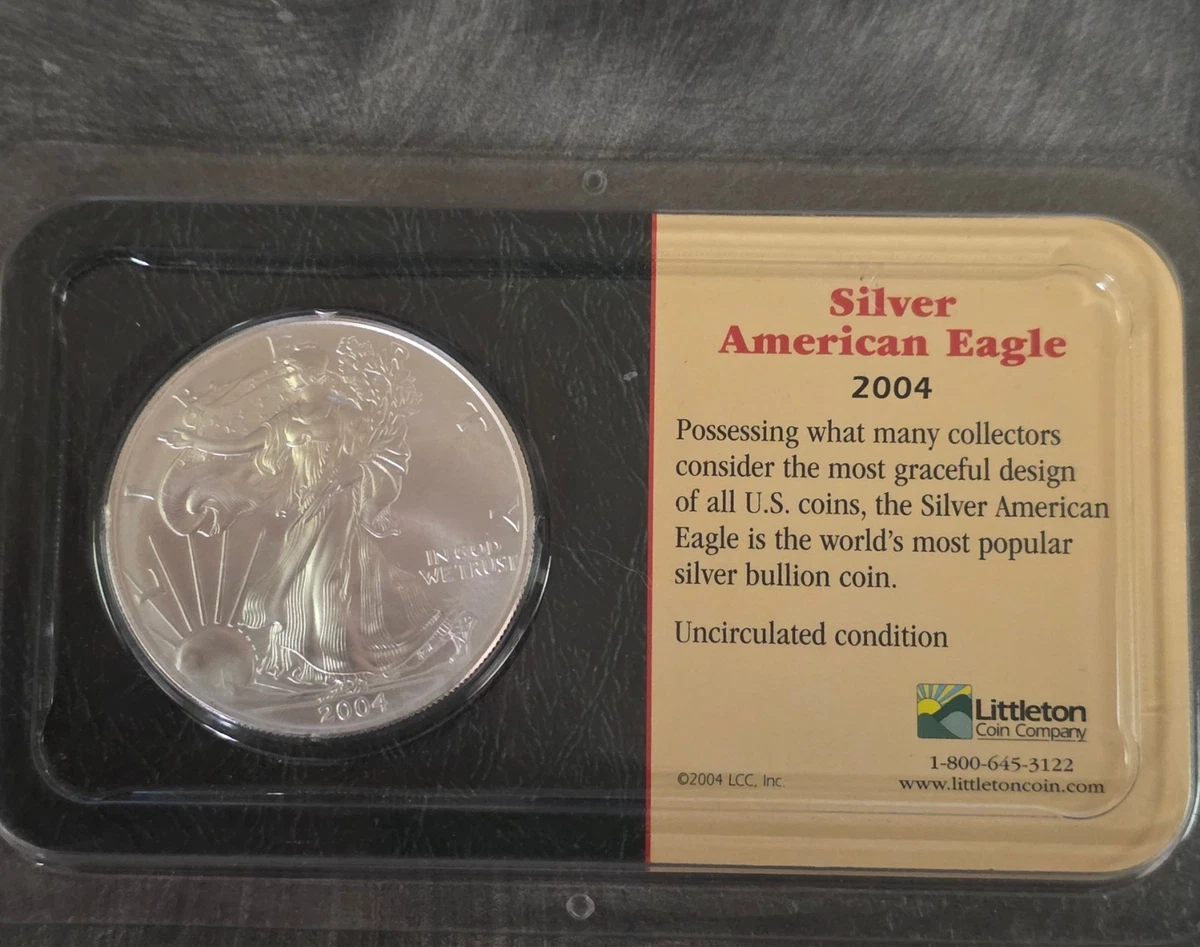 LIBERTY
IN GOD
WE TRUST
2004
Silver
American Eagle
2004
Possessing what many collectors
consider the most graceful design
of all U.S. coins, the Silver American
Eagle is the world's most popular
silver bullion coin.
Uncirculated condition
Littleton
Coin Company
1-800-645-3122
©2004 LCC, Inc.
www.littletoncoin.com